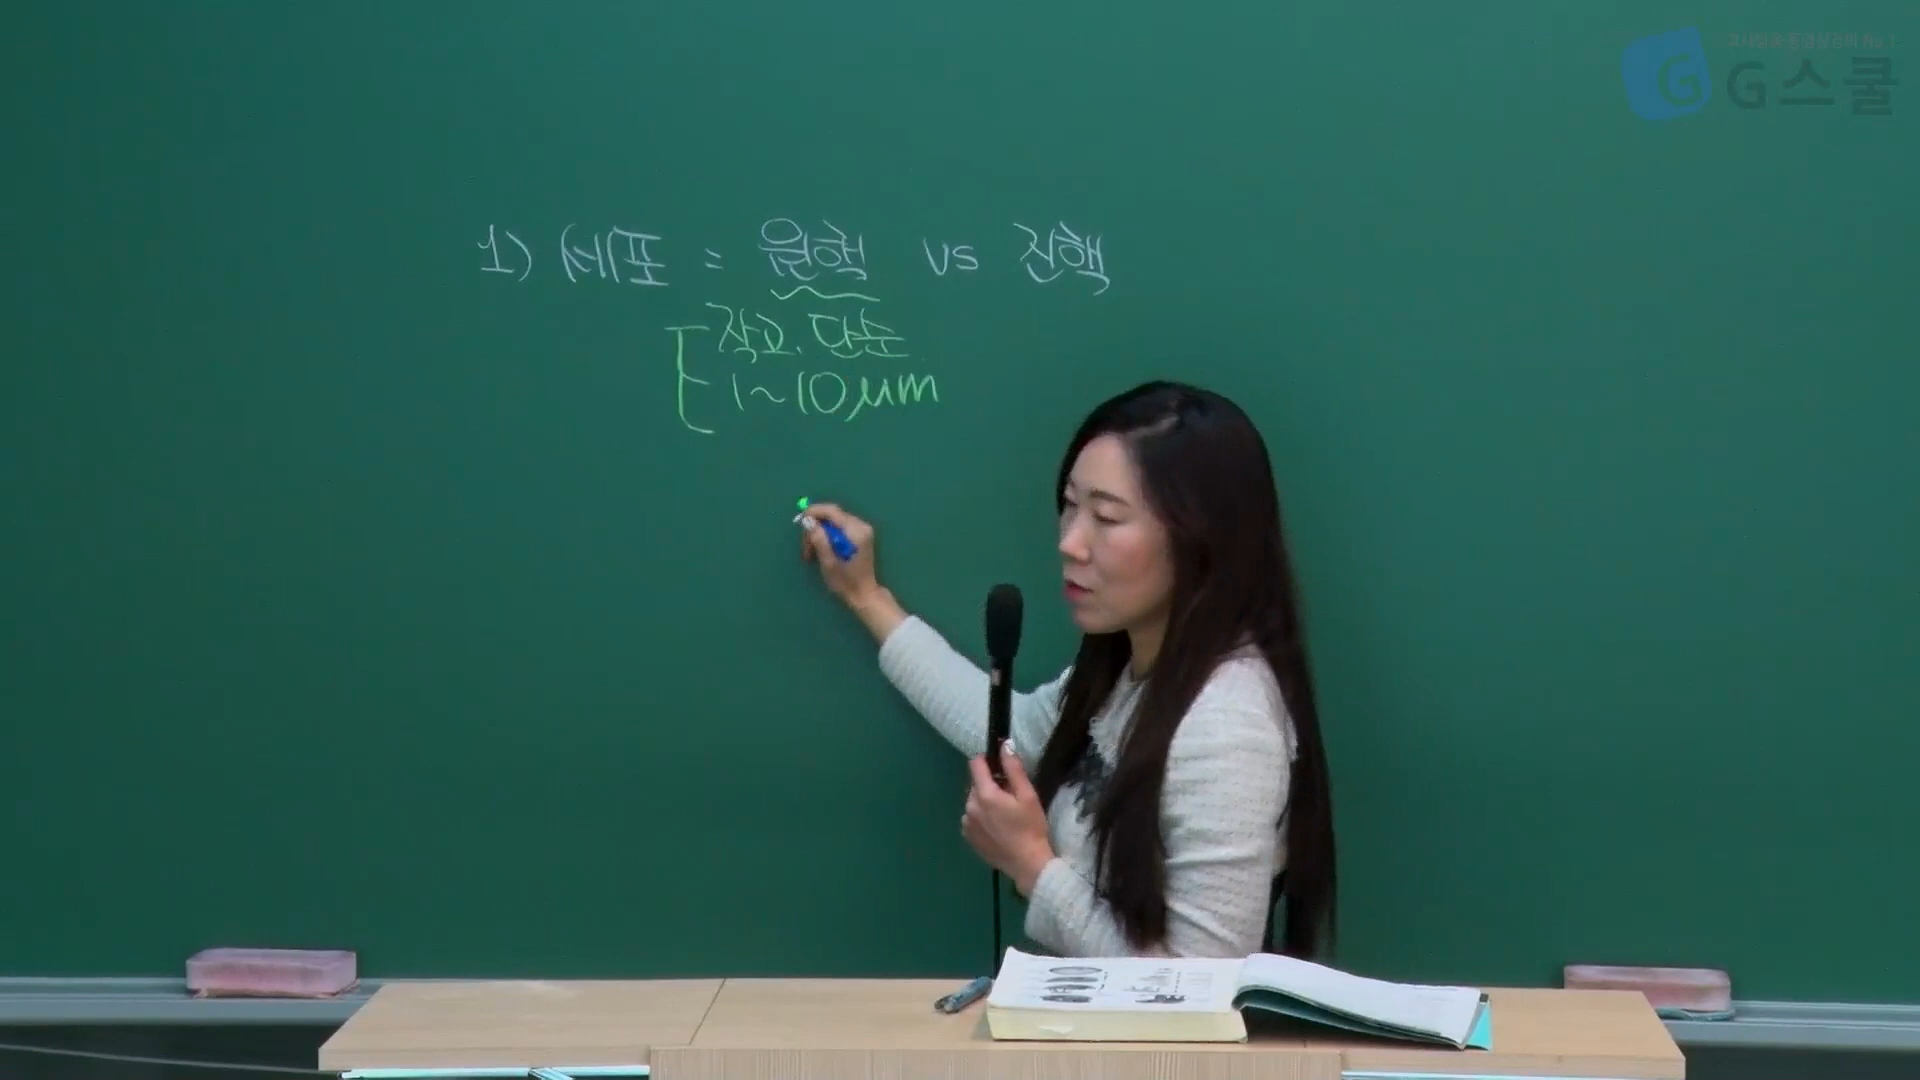 G스쿨
1) 세포 = 원핵 vs 진핵
작고, 단순
1~10μm